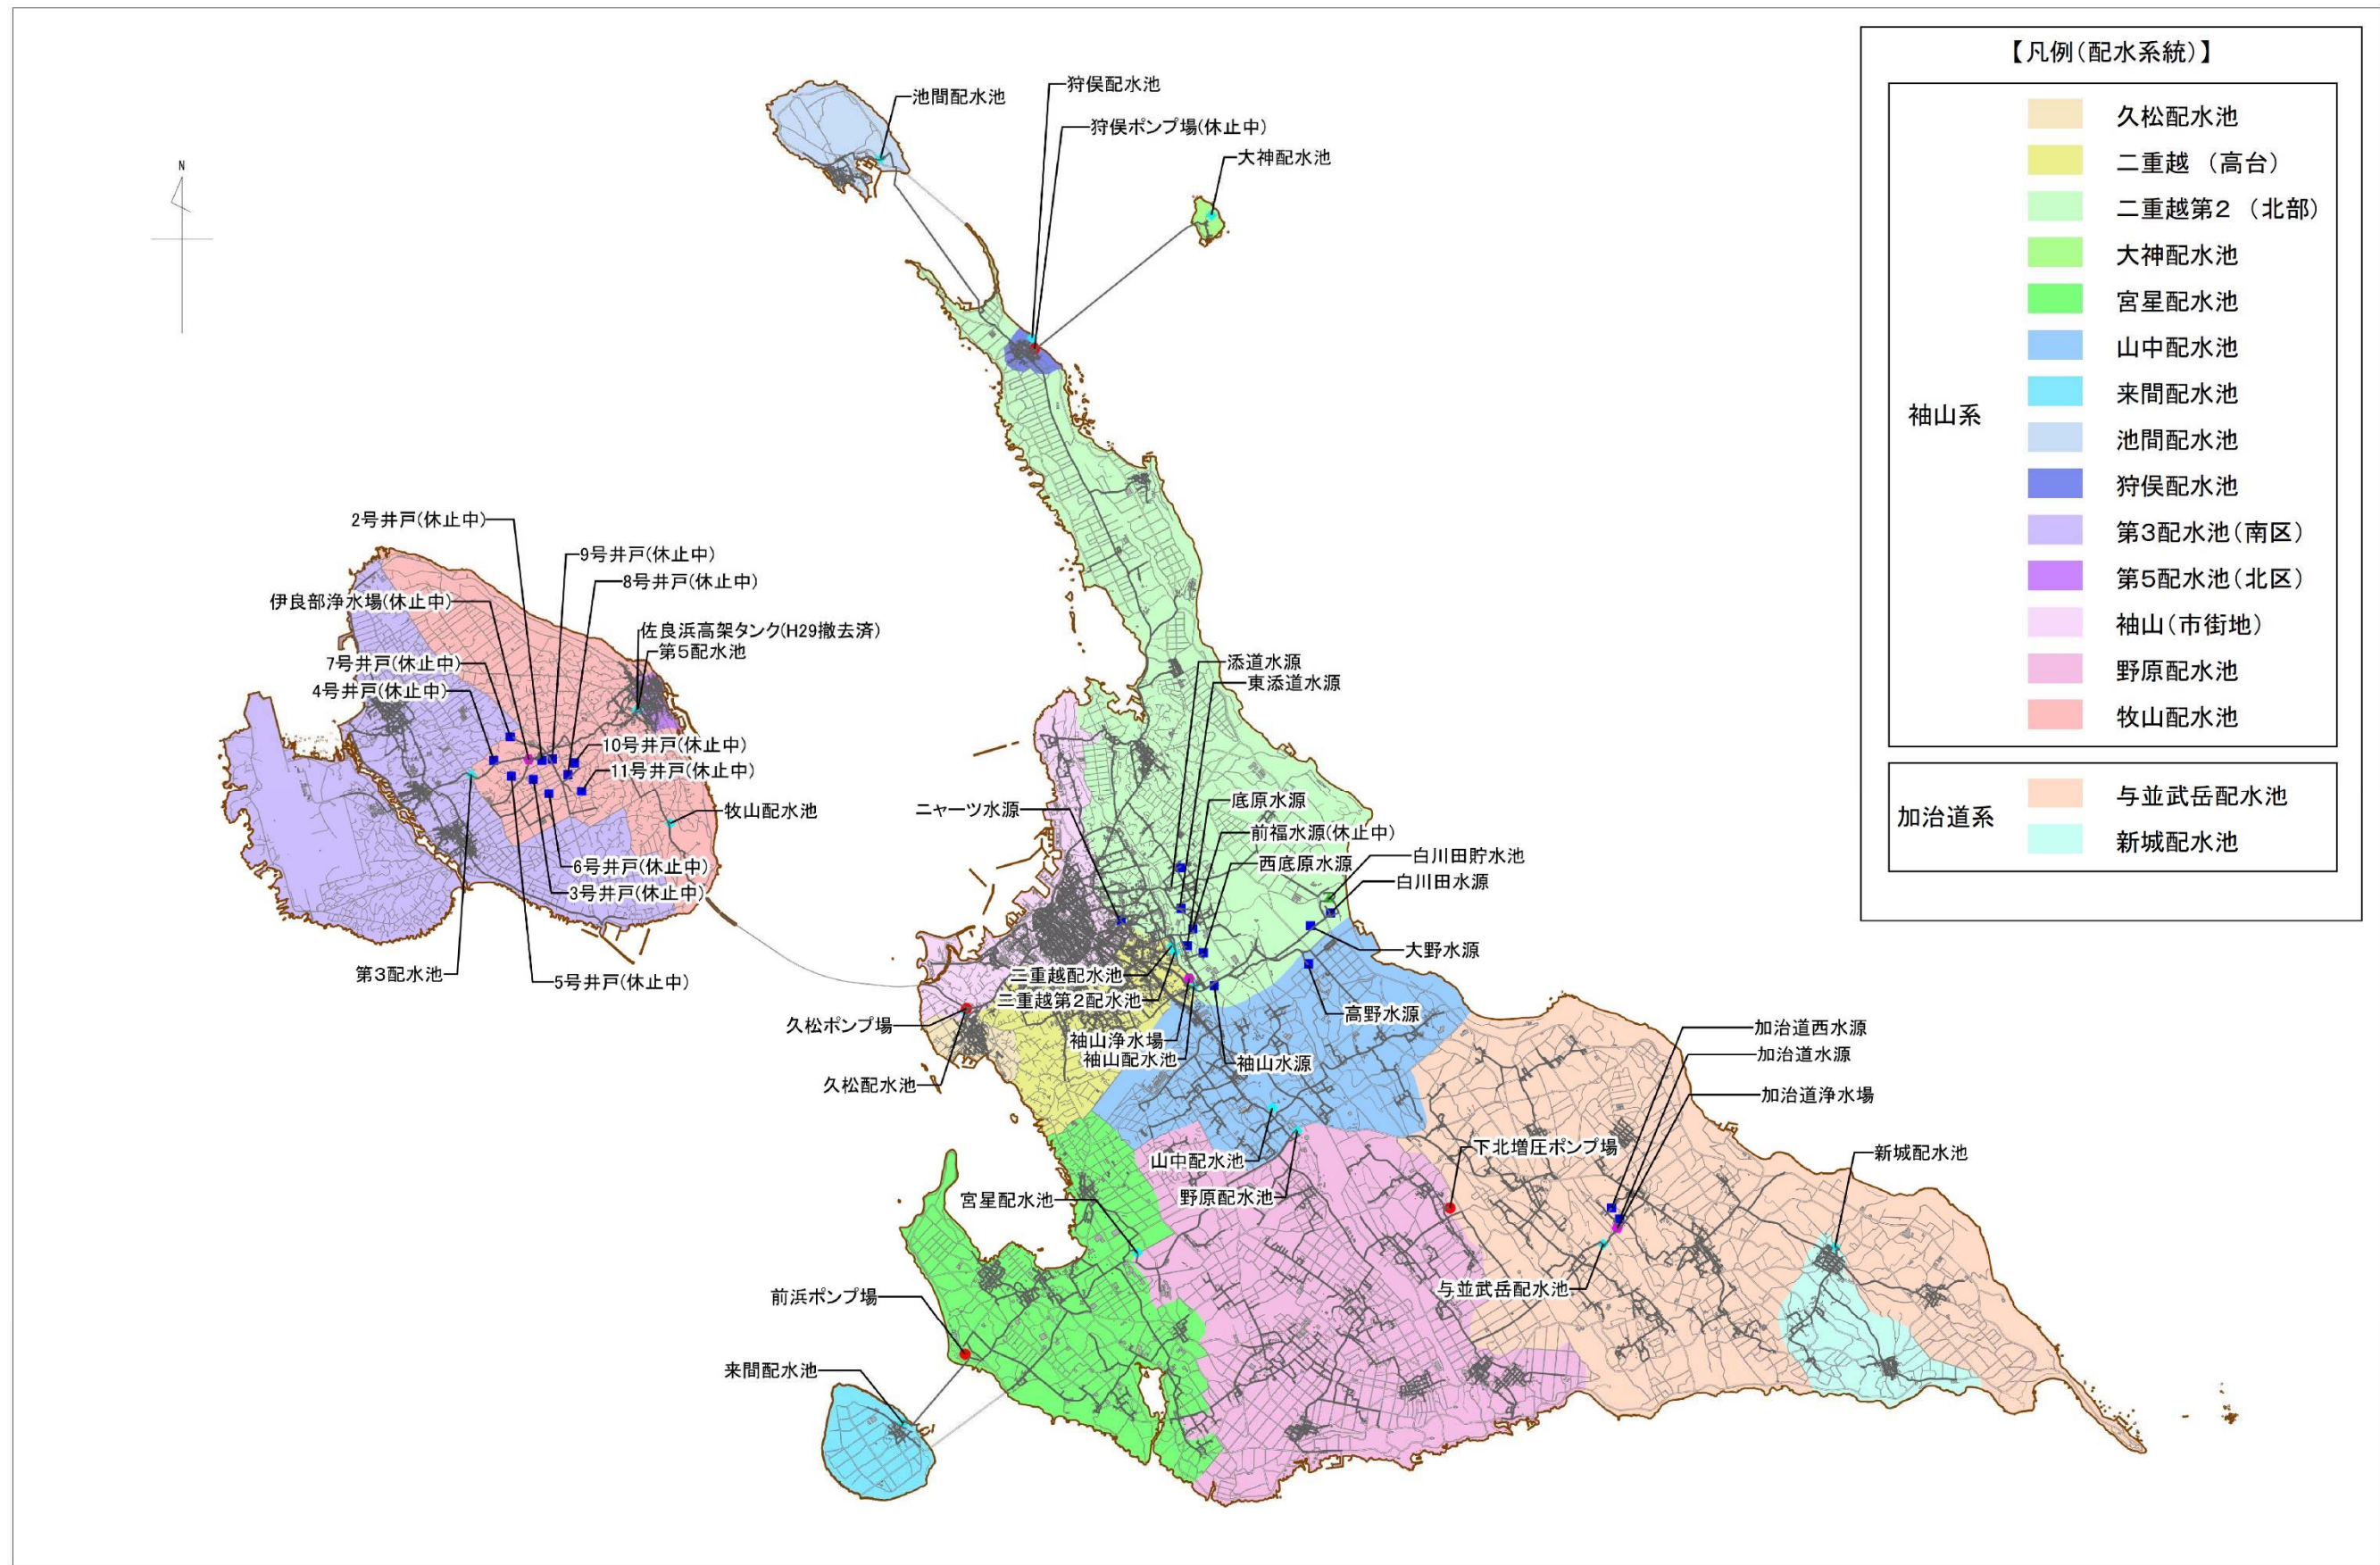 【凡例(配水系統)】
袖山系
久松配水池
二重越 （高台）
二重越第2 （北部）
大神配水池
宮星配水池
山中配水池
来間配水池
池間配水池
狩俣配水池
第3配水池(南区)
第5配水池(北区)
袖山(市街地)
野原配水池
牧山配水池
加治道系
与並武岳配水池
新城配水池
N
池間配水池
狩俣配水池
狩俣ポンプ場(休止中)
大神配水池
2号井戸(休止中)
9号井戸(休止中)
8号井戸(休止中)
伊良部浄水場(休止中)
佐良浜高架タンク(H29撤去済)
第5配水池
7号井戸(休止中)
4号井戸(休止中)
10号井戸(休止中)
11号井戸(休止中)
牧山配水池
6号井戸(休止中)
3号井戸(休止中)
第3配水池
5号井戸(休止中)
添道水源
東添道水源
ニャーツ水源
底原水源
前福水源(休止中)
西底原水源
白川田貯水池
白川田水源
大野水源
二重越配水池
二重越第2配水池
高野水源
久松ポンプ場
袖山浄水場
袖山配水池
袖山水源
久松配水池
加治道西水源
加治道水源
加治道浄水場
山中配水池
下北増圧ポンプ場
新城配水池
宮星配水池
野原配水池
与並武岳配水池
前浜ポンプ場
来間配水池